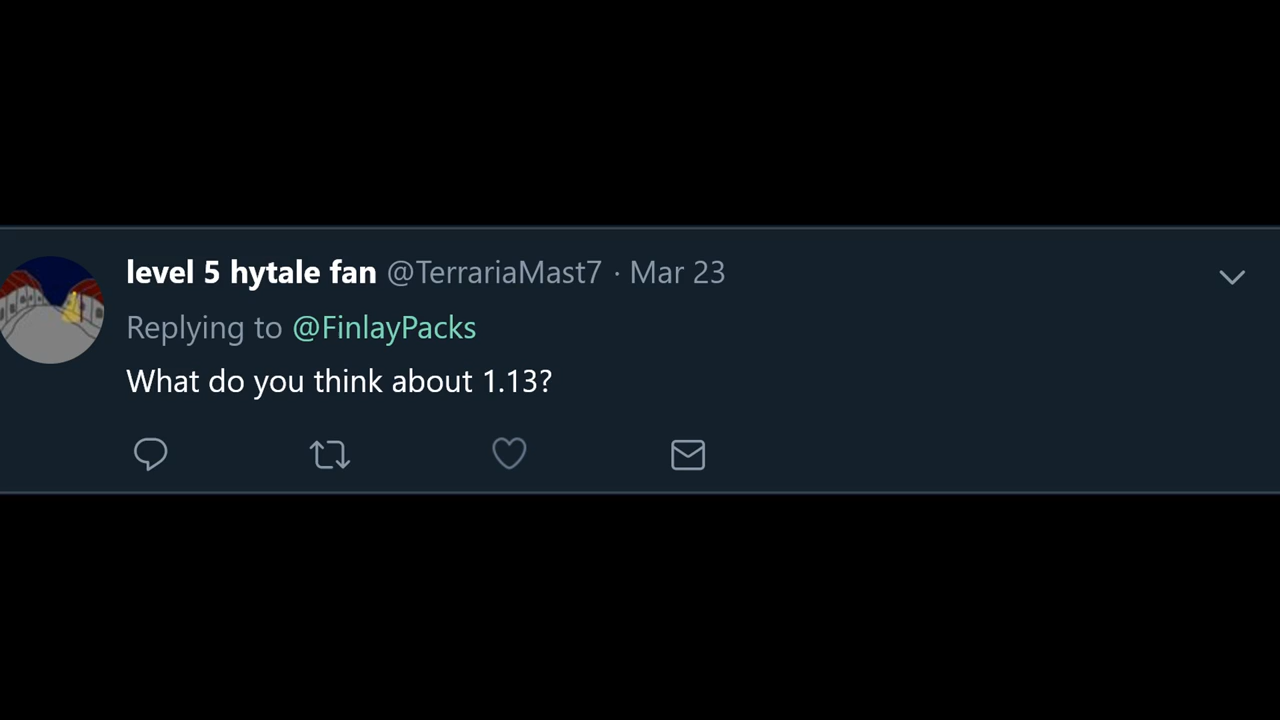 level 5 hytale fan @TerrariaMast7 · Mar 23
Replying to @FinlayPacks
What do you think about 1.13?